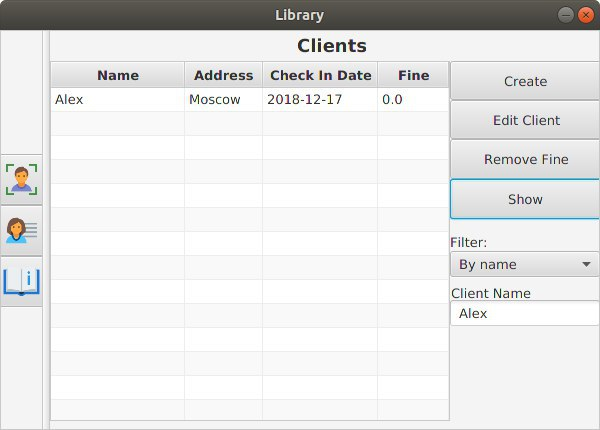 Library
Clients
Name Address Check In Date Fine
Alex Moscow 2018-12-17 0.0
Create
Edit Client
Remove Fine
Show
Filter:
By name
Client Name
Alex
i